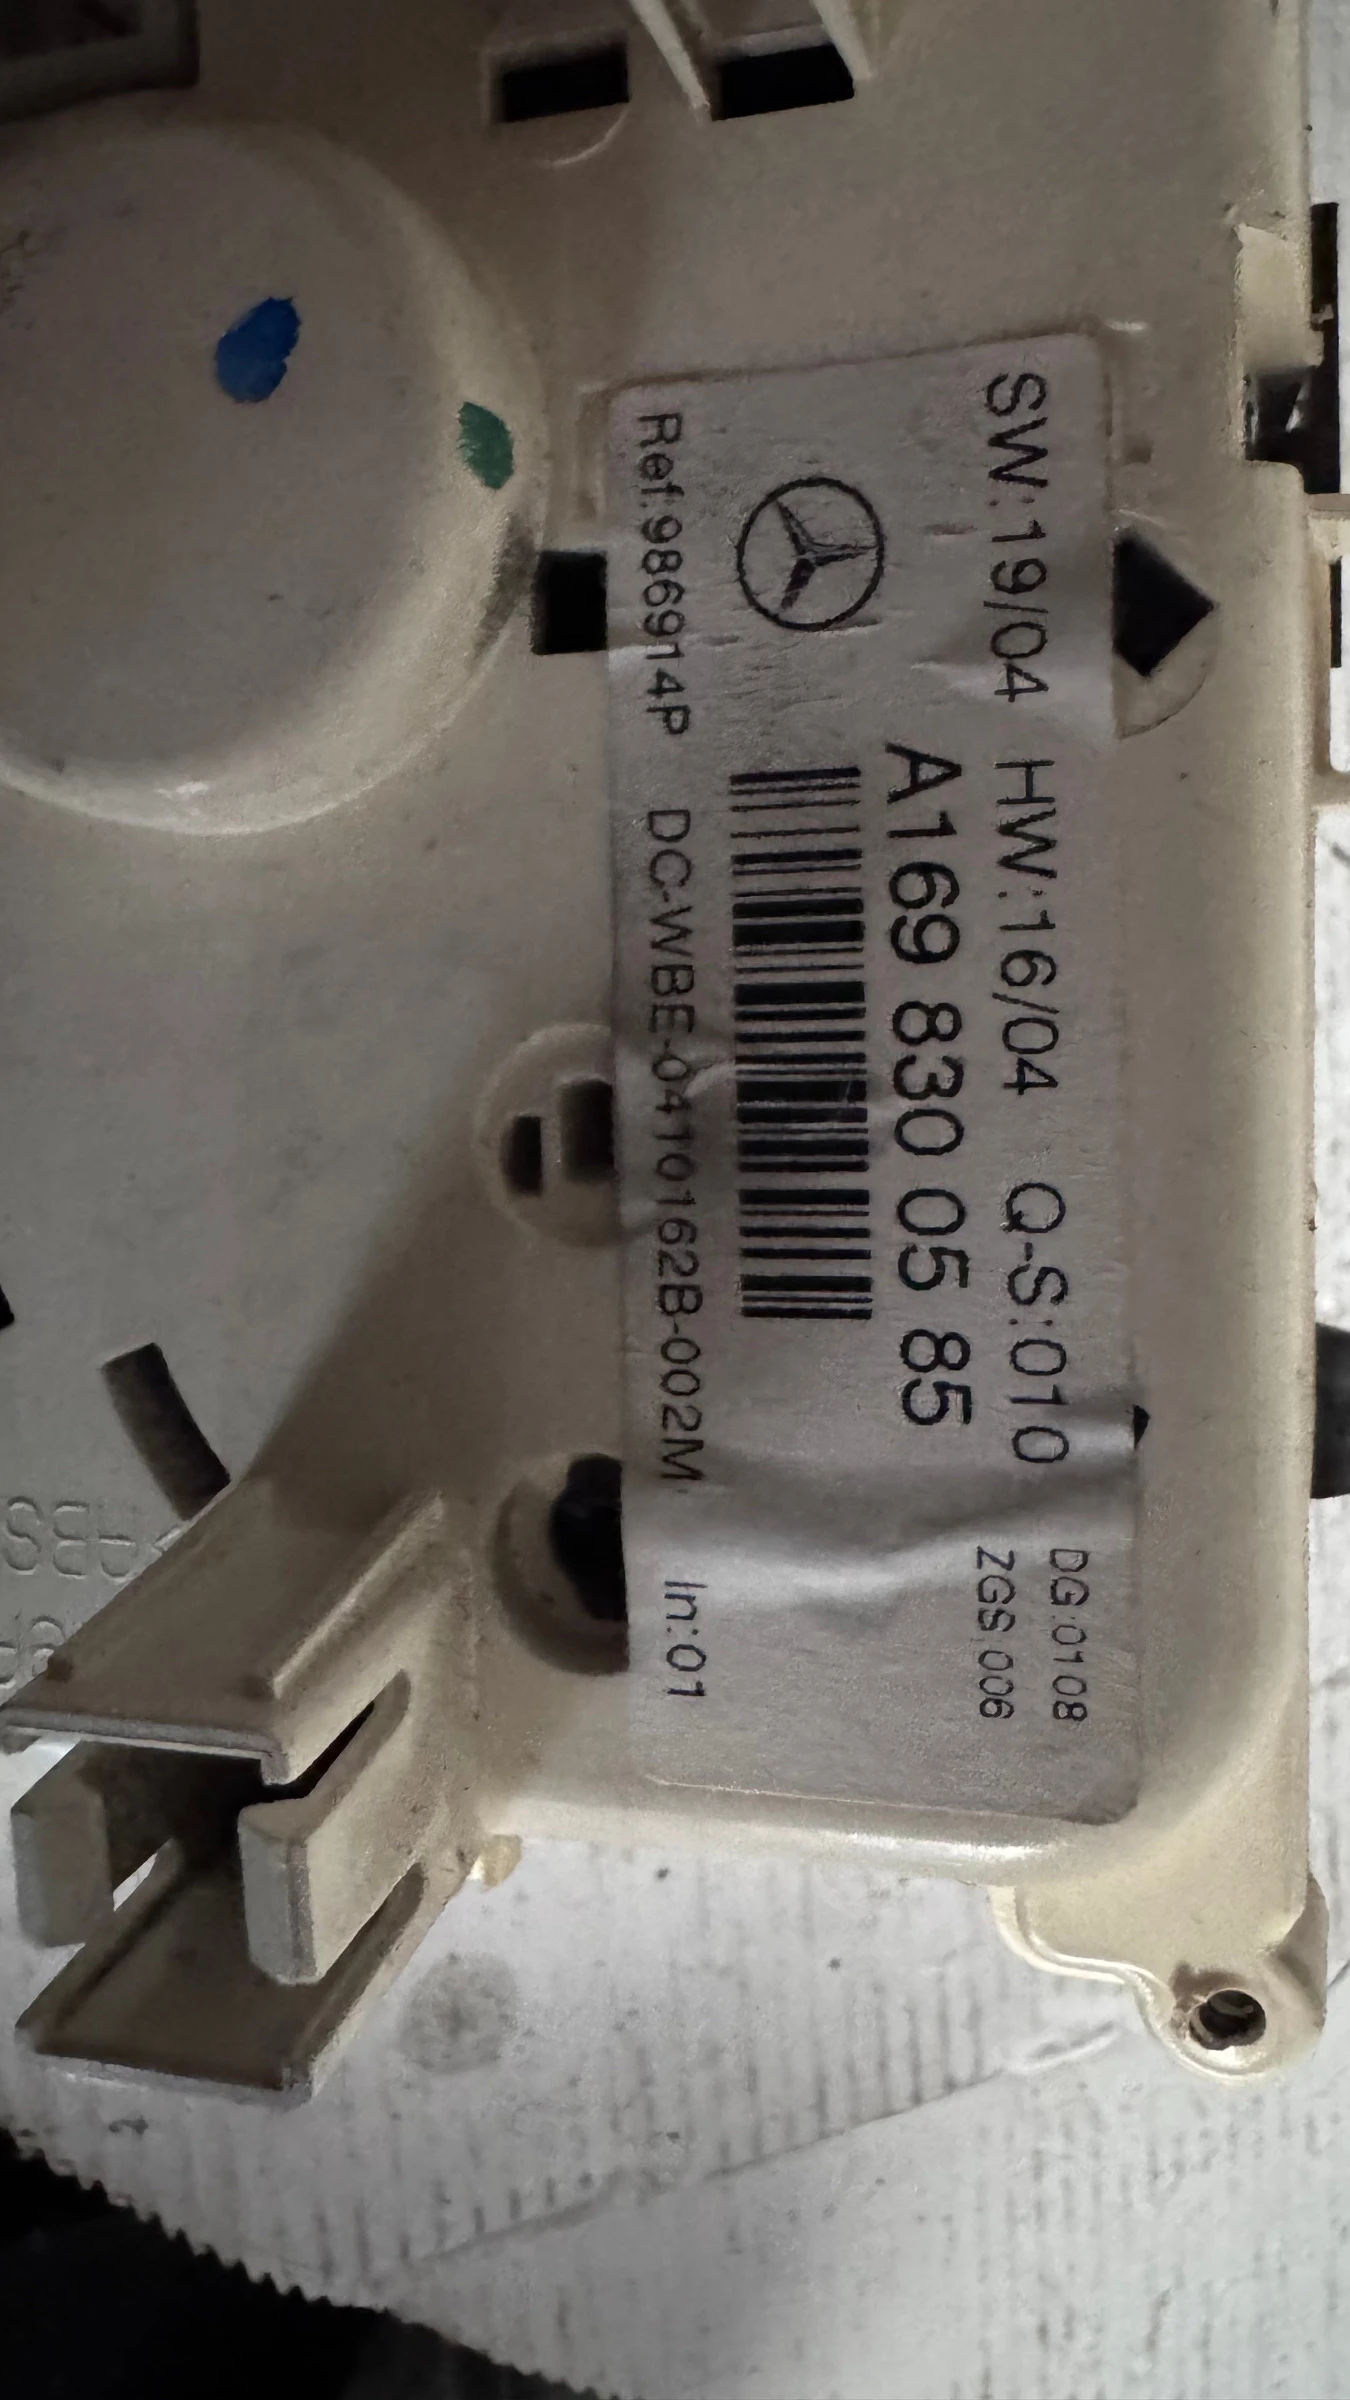 SW:19/04 HW:16/04 Q-S:010 DG:0108
ZGS:006
A169 830 05 85
Ref:986914P DC-WBE-0410162B-002M In:01